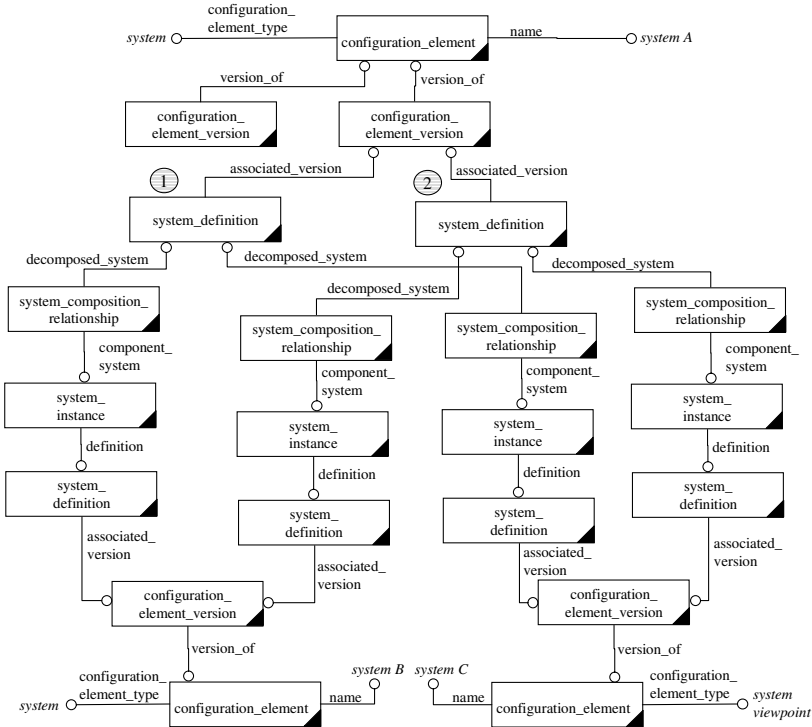 configuration_
element_type
system
configuration_element
name
system A
version_of
version_of
configuration_
element_version
configuration_
element_version
associated_version
associated_version
1
2
system_definition
system_definition
decomposed_system
decomposed_system
decomposed_system
decomposed_system
system_composition_
relationship
system_composition_
relationship
system_composition_
relationship
system_composition_
relationship
component_
system
component_
system
component_
system
component_
system
system_
instance
system_
instance
system_
instance
system_
instance
definition
definition
definition
definition
system_
definition
system_
definition
system_
definition
system_
definition
associated_
version
associated_
version
associated_
version
associated_
version
configuration_
element_version
configuration_
element_version
version_of
version_of
configuration_
element_type
system
configuration_element
name
system B
system C
name
configuration_element
configuration_
element_type
system
viewpoint